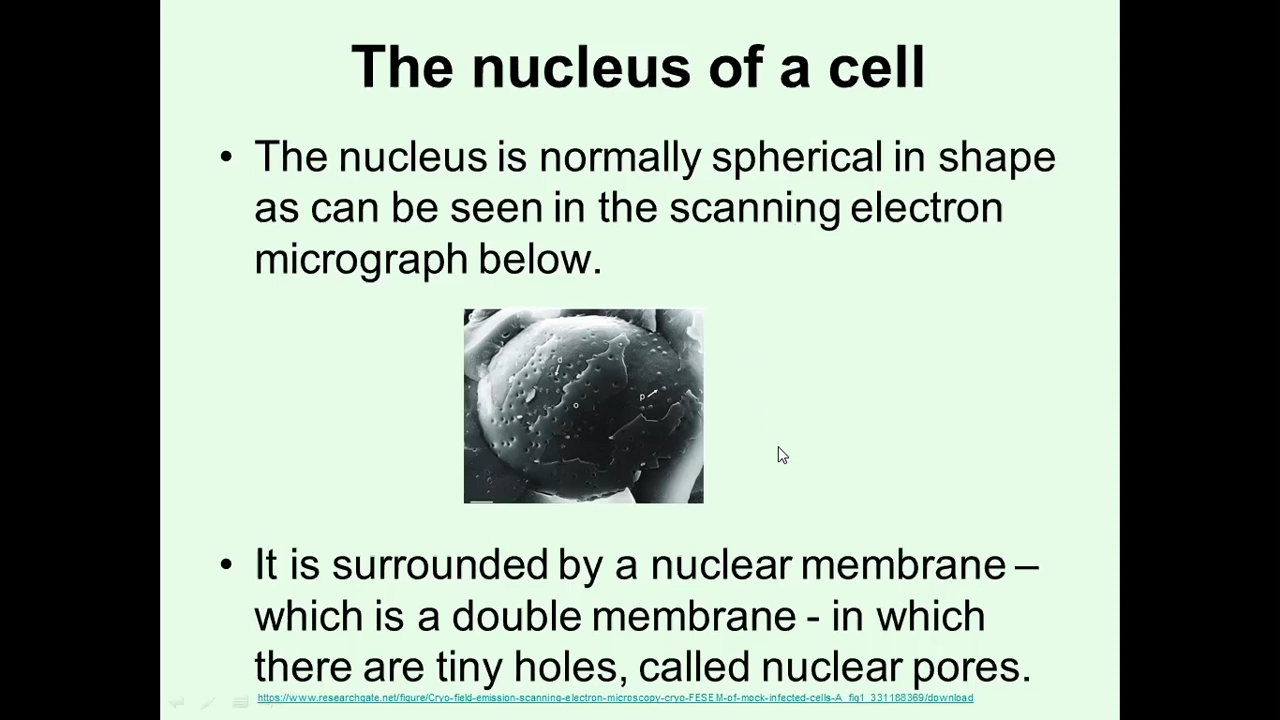 The nucleus of a cell
• The nucleus is normally spherical in shape
as can be seen in the scanning electron
micrograph below.
p
o
• It is surrounded by a nuclear membrane –
which is a double membrane - in which
there are tiny holes, called nuclear pores.
https://www.researchgate.net/figure/Cryo-field-emission-scanning-electron-microscopy-cryo-FESEM-of-mock-infected-cells-A_fig1_331188369/download